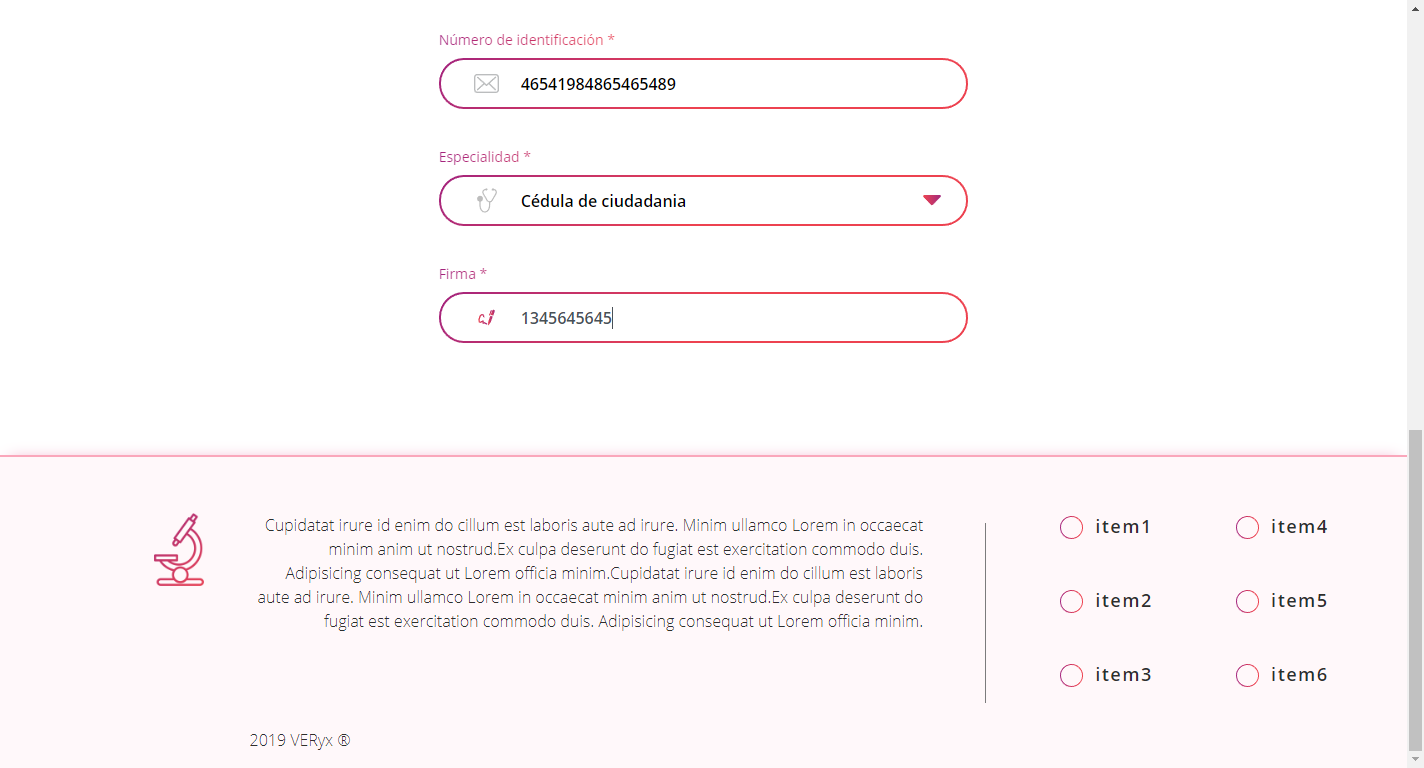 Número de identificación *
46541984865465489
Especialidad *
Cédula de ciudadania
Firma *
1345645645
Cupidatat irure id enim do cillum est laboris aute ad irure. Minim ullamco Lorem in occaecat
minim anim ut nostrud.Ex culpa deserunt do fugiat est exercitation commodo duis.
Adipisicing consequat ut Lorem officia minim.Cupidatat irure id enim do cillum est laboris
aute ad irure. Minim ullamco Lorem in occaecat minim anim ut nostrud.Ex culpa deserunt do
fugiat est exercitation commodo duis. Adipisicing consequat ut Lorem officia minim.
item1
item4
item2
item5
item3
item6
2019 VERyx ®